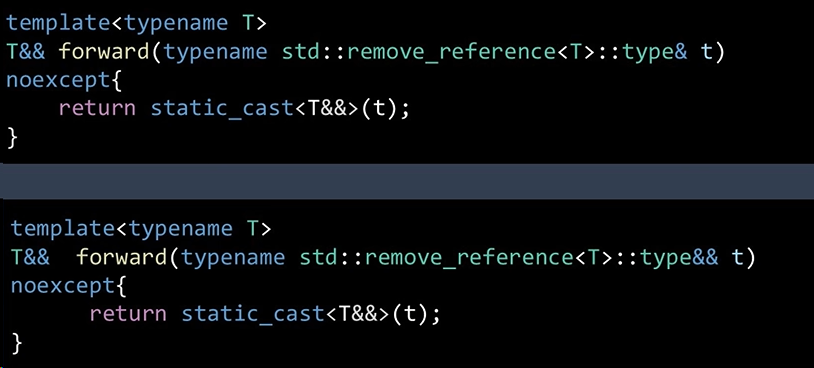 template<typename T>
T&& forward(typename std::remove_reference<T>::type& t)
noexcept{
    return static_cast<T&&>(t);
}
template<typename T>
T&&  forward(typename std::remove_reference<T>::type&& t)
noexcept{
      return static_cast<T&&>(t);
}